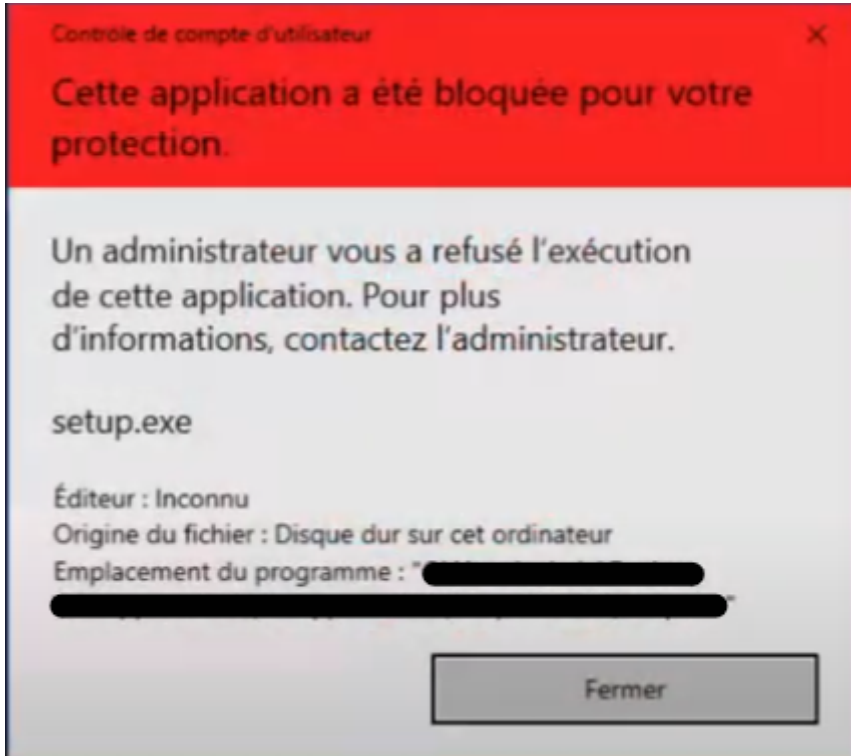 Contrôle de compte d'utilisateur
Cette application a été bloquée pour votre
protection.
Un administrateur vous a refusé l'exécution
de cette application. Pour plus
d'informations, contactez l'administrateur.
setup.exe
Éditeur : Inconnu
Origine du fichier : Disque dur sur cet ordinateur
Emplacement du programme : "
"
Fermer